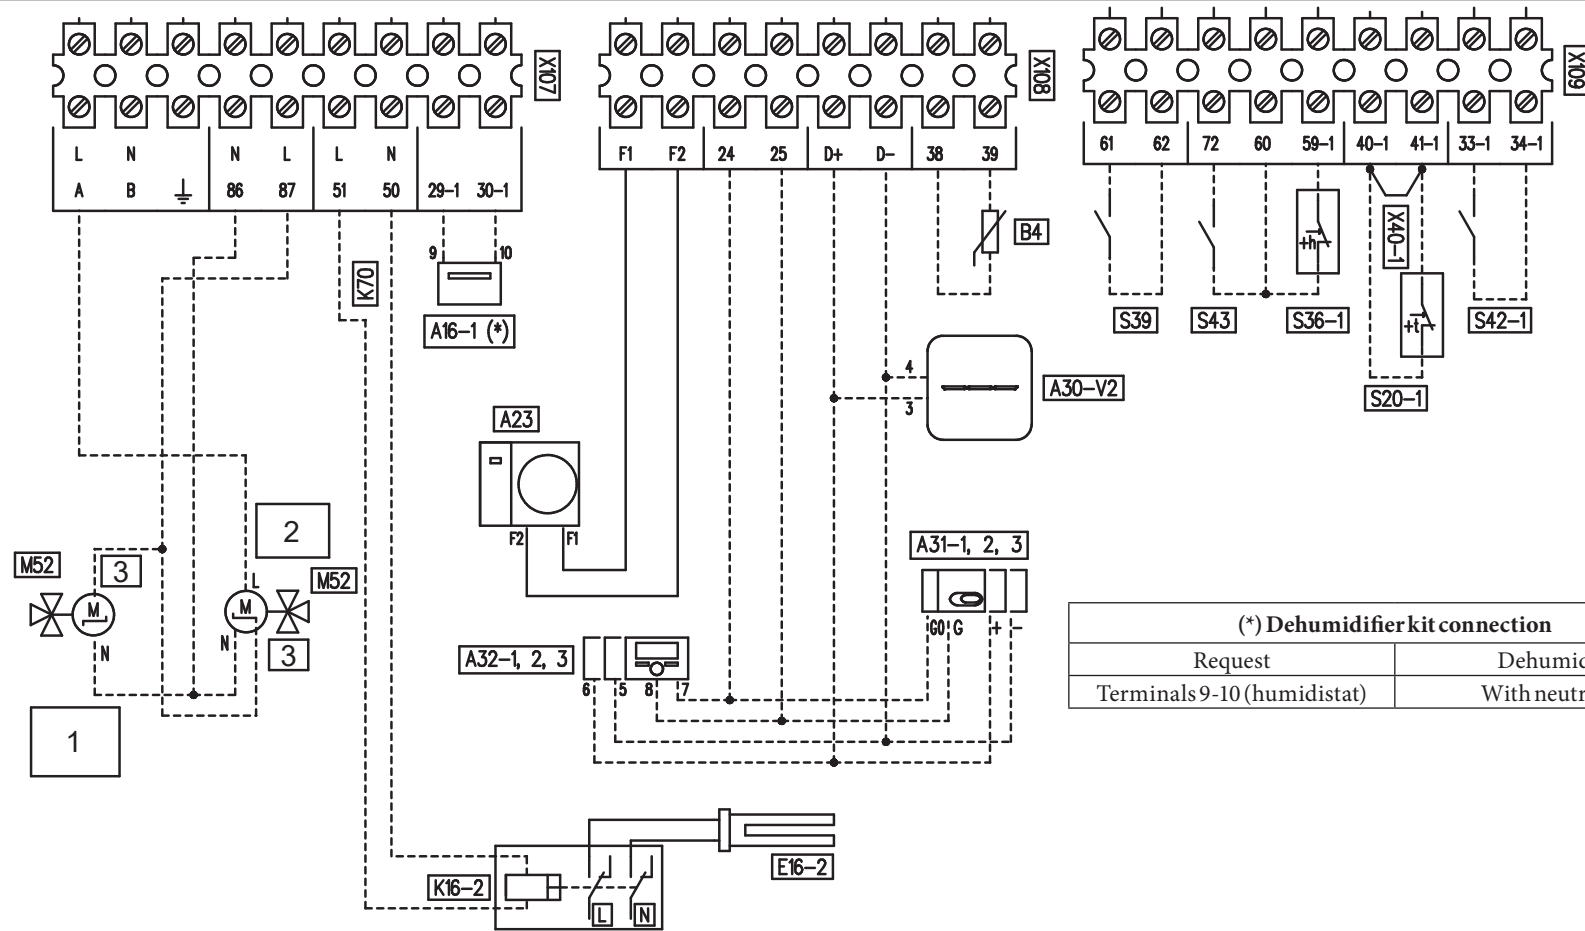 X107
L N N L L N
A B 86 87 51 50 29-1 30-1
X108
F1 F2 24 25 D+ D- 38 39
X109
61 62 72 60 59-1 40-1 41-1 33-1 34-1
9 10
K70
A16-1 (*)
B4
+h
X40-1
S39
S43
S36-1
+t
S42-1
S20-1
4
3
A30-V2
A23
F2 F1
2
M52
3
M
N
L
M
N
M52
3
1
A31-1, 2, 3
G0 G + -
A32-1, 2, 3
6 5 8 7
(*) Dehumidifier kit connection
Request
Terminals 9-10 (humidistat)
K16-2
L N
E16-2